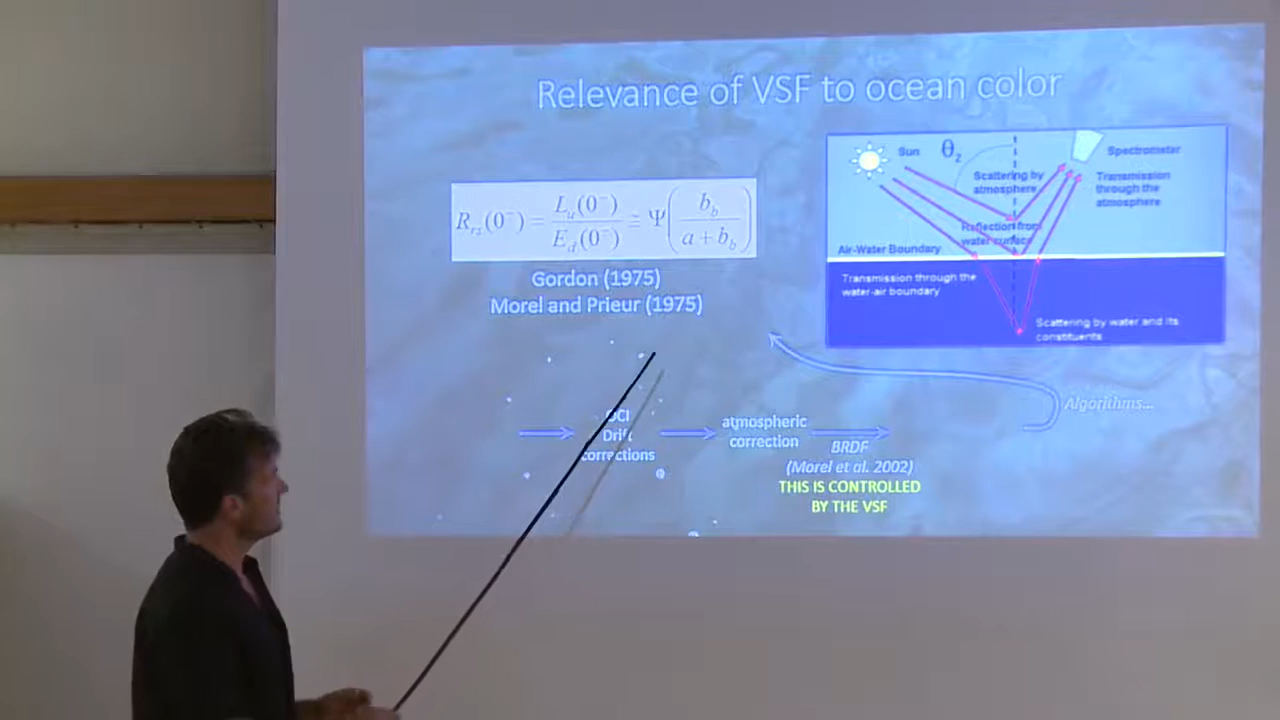 Relevance of VSF to ocean color
R_rs(0⁻) = L_u(0⁻) / E_d(0⁻) ≅ Ψ( b_b / (a + b_b) )
Gordon (1975)
Morel and Prieur (1975)
Sun
θz
Spectrometer
Scattering by
atmosphere
Transmission
through the
atmosphere
Reflection from
water surface
Air-Water Boundary
Transmission through the
water-air boundary
Scattering by water and its
constituents
Algorithms...
OCI
Drift
corrections
atmospheric
correction
BRDF
(Morel et al. 2002)
THIS IS CONTROLLED
BY THE VSF